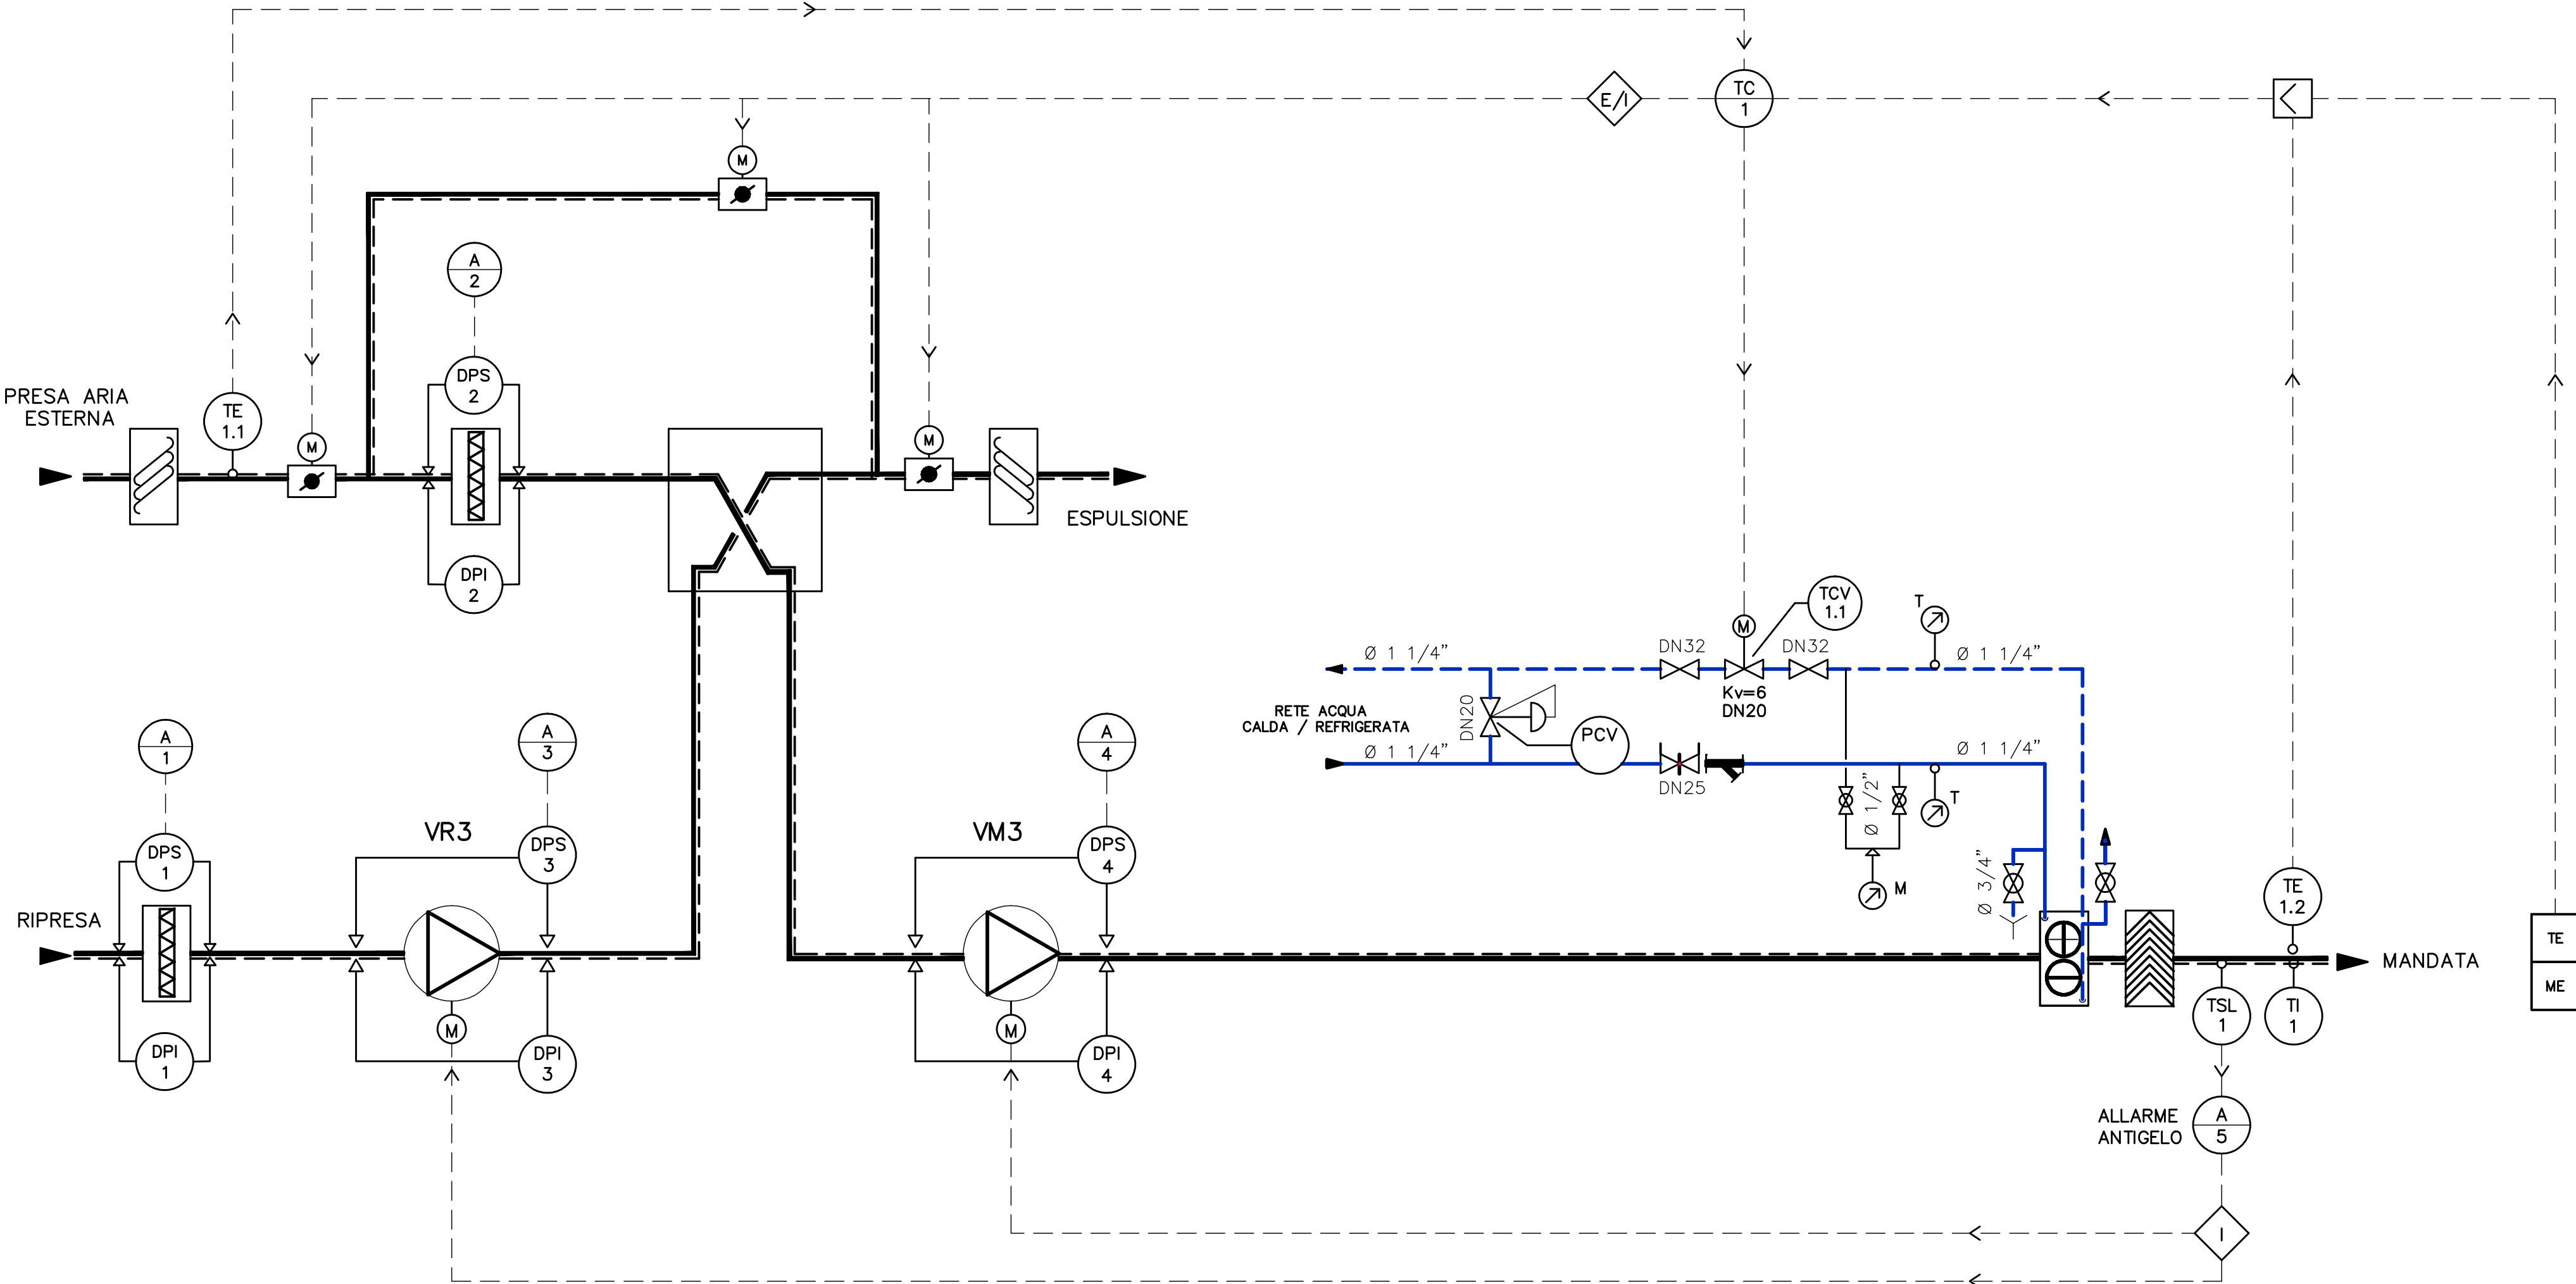 TC
1
E/I
M
A
2
DPS
2
PRESA ARIA
ESTERNA
TE
1.1
M
M
ESPULSIONE
DPI
2
TCV
1.1
T
M
Ø 1 1/4”
DN32
DN32
Ø 1 1/4”
Kv=6
DN20
DN20
RETE ACQUA
CALDA / REFRIGERATA
PCV
Ø 1 1/4”
Ø 1 1/4”
DN25
Ø 1/2”
T
M
Ø 3/4”
A
1
A
3
A
4
VR3
VM3
DPS
1
DPS
3
DPS
4
RIPRESA
TE
1.2
TE
ME
MANDATA
TSL
1
TI
1
M
M
DPI
1
DPI
3
DPI
4
ALLARME
ANTIGELO
A
5
I